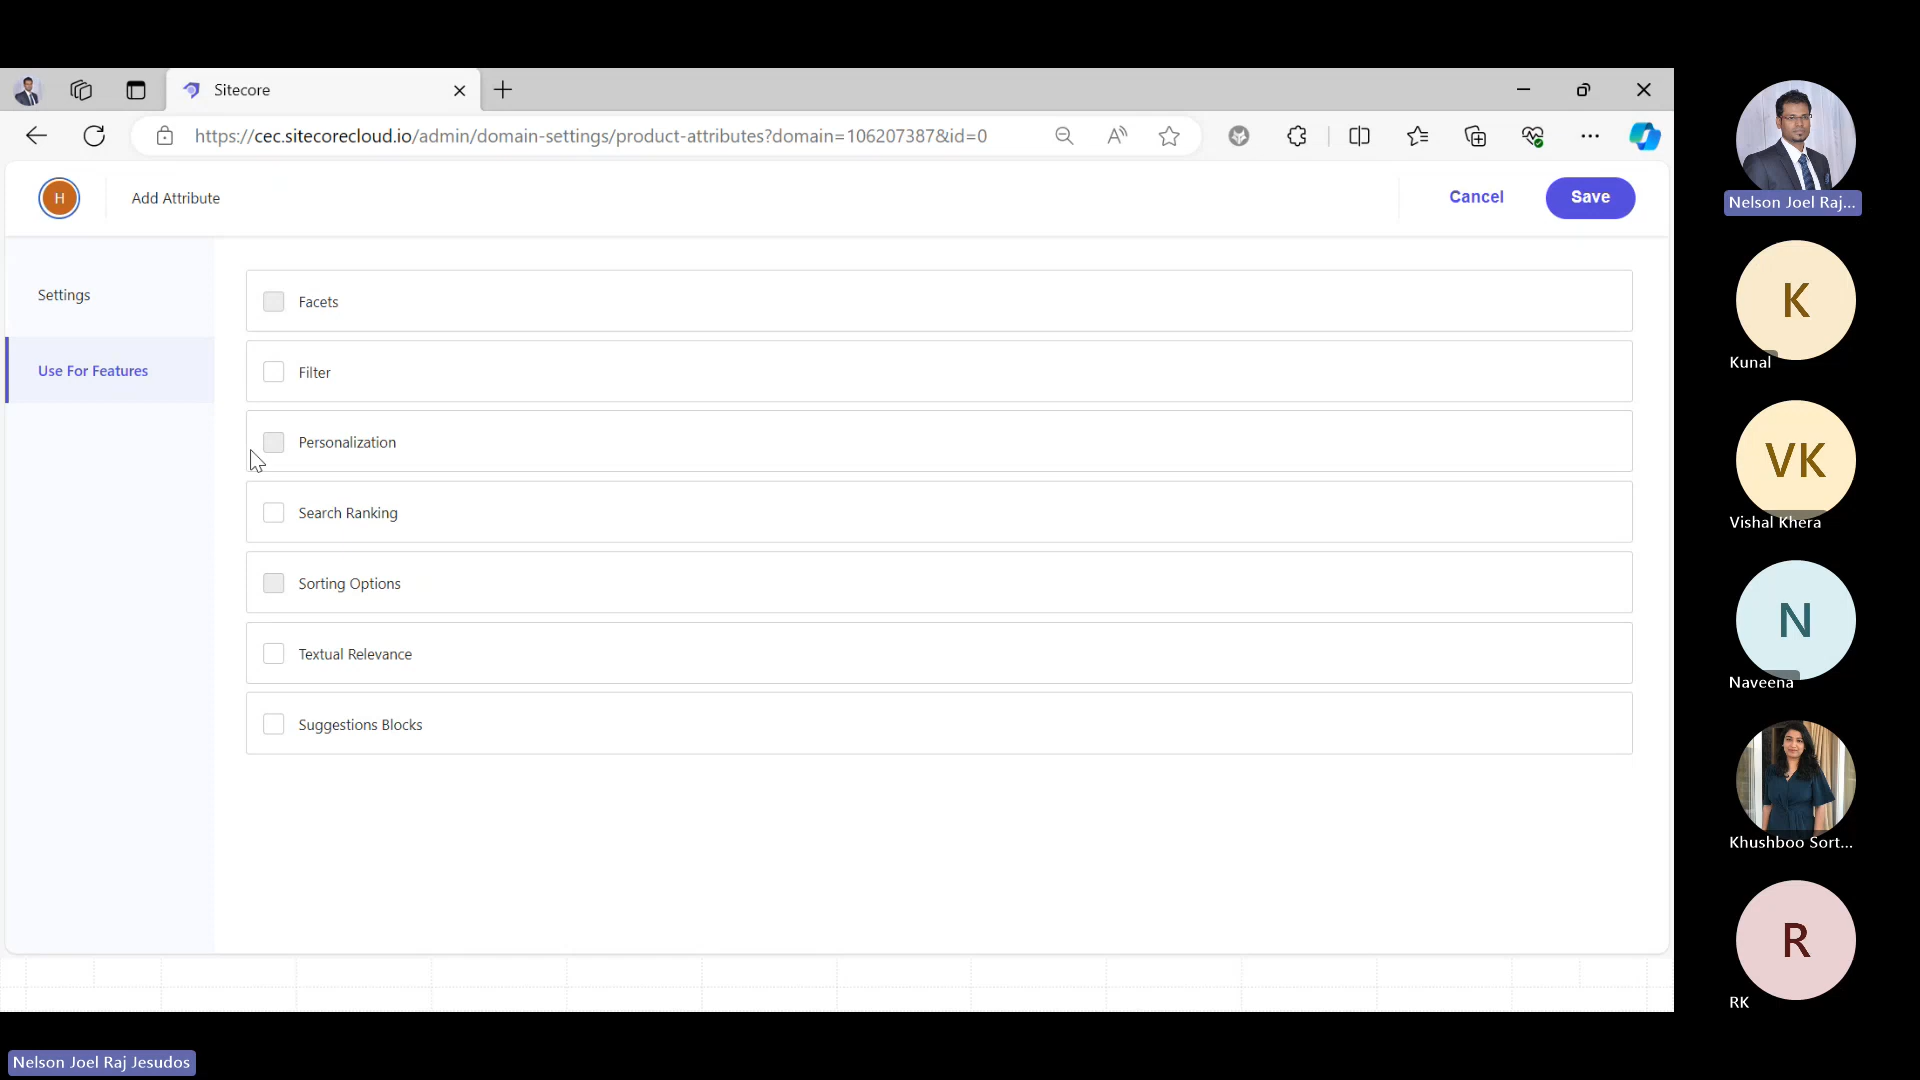 Sitecore
https://cec.sitecorecloud.io/admin/domain-settings/product-attributes?domain=106207387&id=0
H
Add Attribute
Cancel
Save
Settings
Use For Features
Facets
Filter
Personalization
Search Ranking
Sorting Options
Textual Relevance
Suggestions Blocks
Nelson Joel Raj...
K
Kunal
VK
Vishal Khera
N
Naveena
Khushboo Sort...
R
RK
Nelson Joel Raj Jesudos